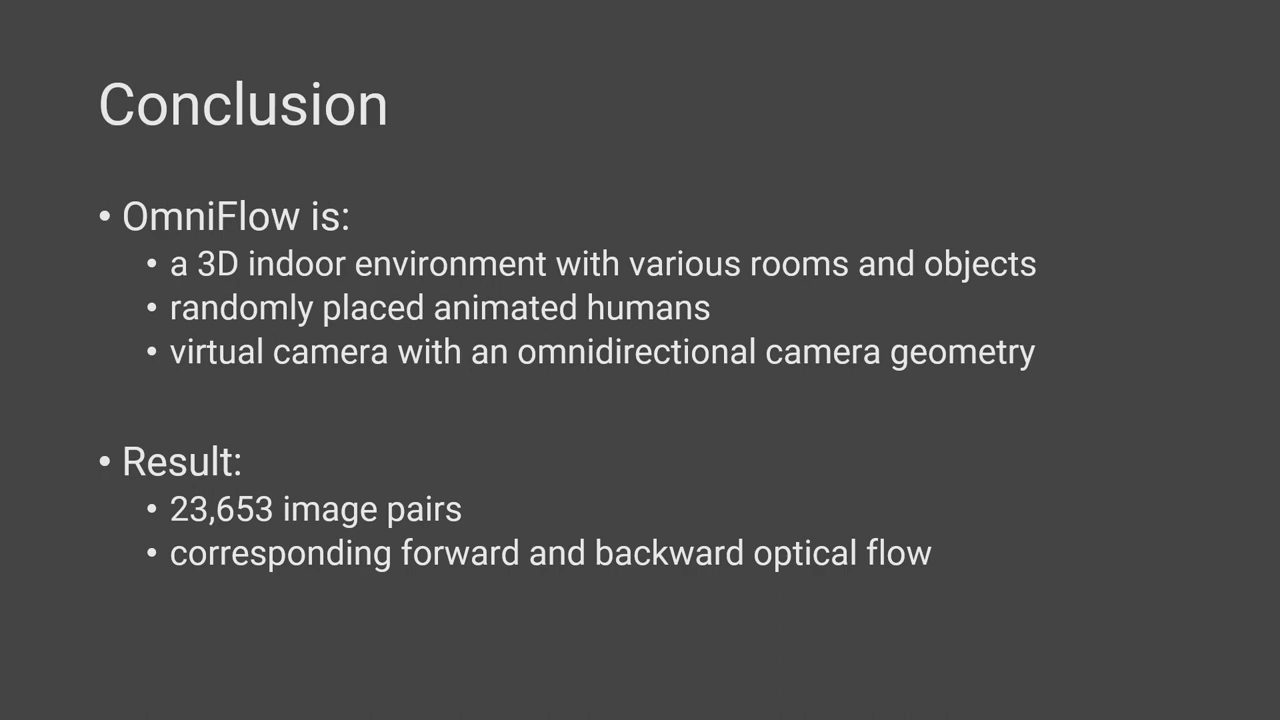 Conclusion
• OmniFlow is:
• a 3D indoor environment with various rooms and objects
• randomly placed animated humans
• virtual camera with an omnidirectional camera geometry
• Result:
• 23,653 image pairs
• corresponding forward and backward optical flow